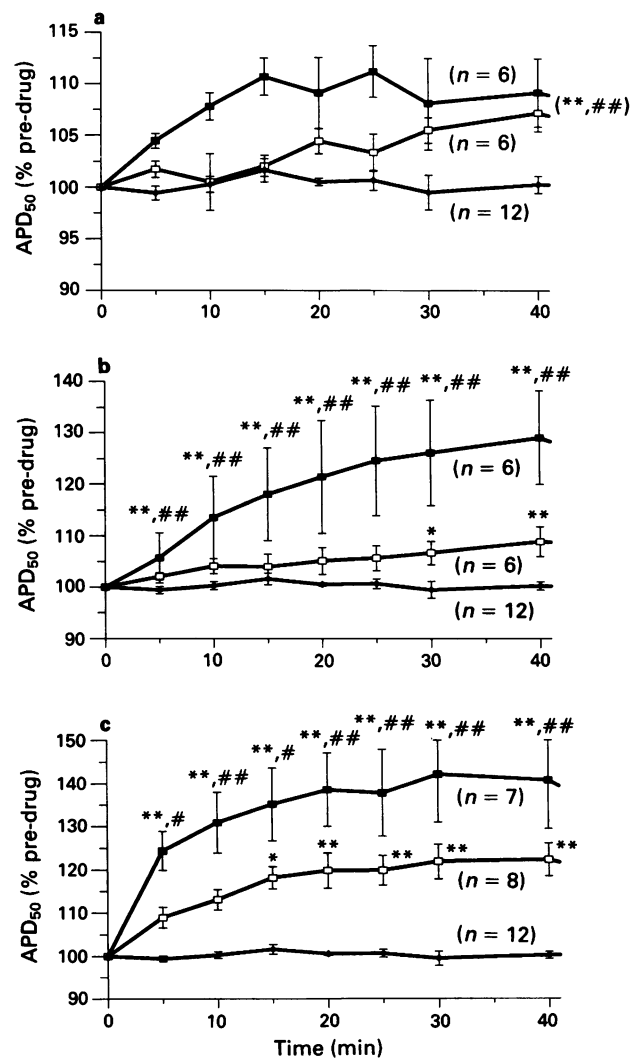 a
115
110
105
100
95
90
APD50 (% pre-drug)
(n = 6)
(**,##)
(n = 6)
(n = 12)
0 10 20 30 40
b
140
130
120
110
100
90
APD50 (% pre-drug)
**,## **,## **,## **,## **,## **,## **,##
(n = 6)
* **
(n = 6)
(n = 12)
0 10 20 30 40
c
150
140
130
120
110
100
90
APD50 (% pre-drug)
**,# **,## **,# **,## **,## **,## **,##
(n = 7)
* ** ** ** **
(n = 8)
(n = 12)
0 10 20 30 40
Time (min)